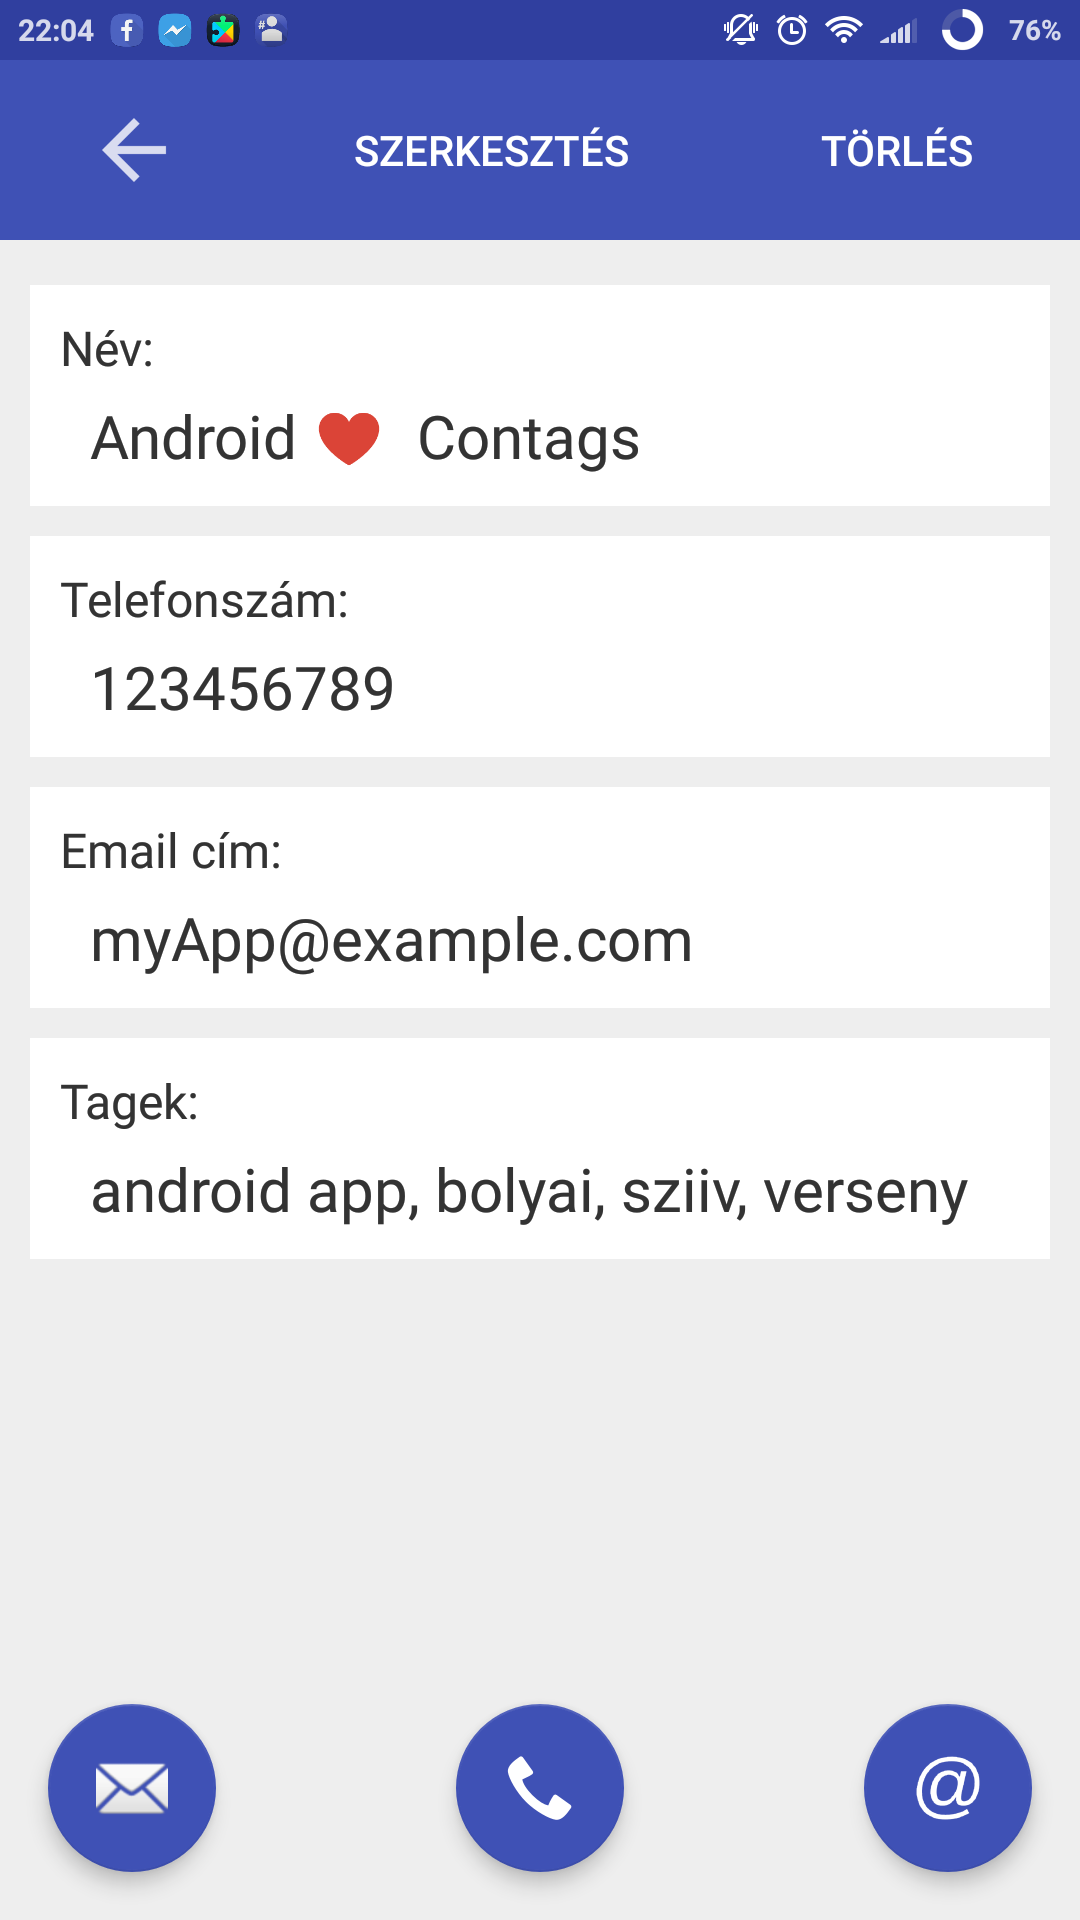 22:04 76%
SZERKESZTÉS TÖRLÉS
Név:
Android ❤ Contags
Telefonszám:
123456789
Email cím:
myApp@example.com
Tagek:
android app, bolyai, sziiv, verseny
@